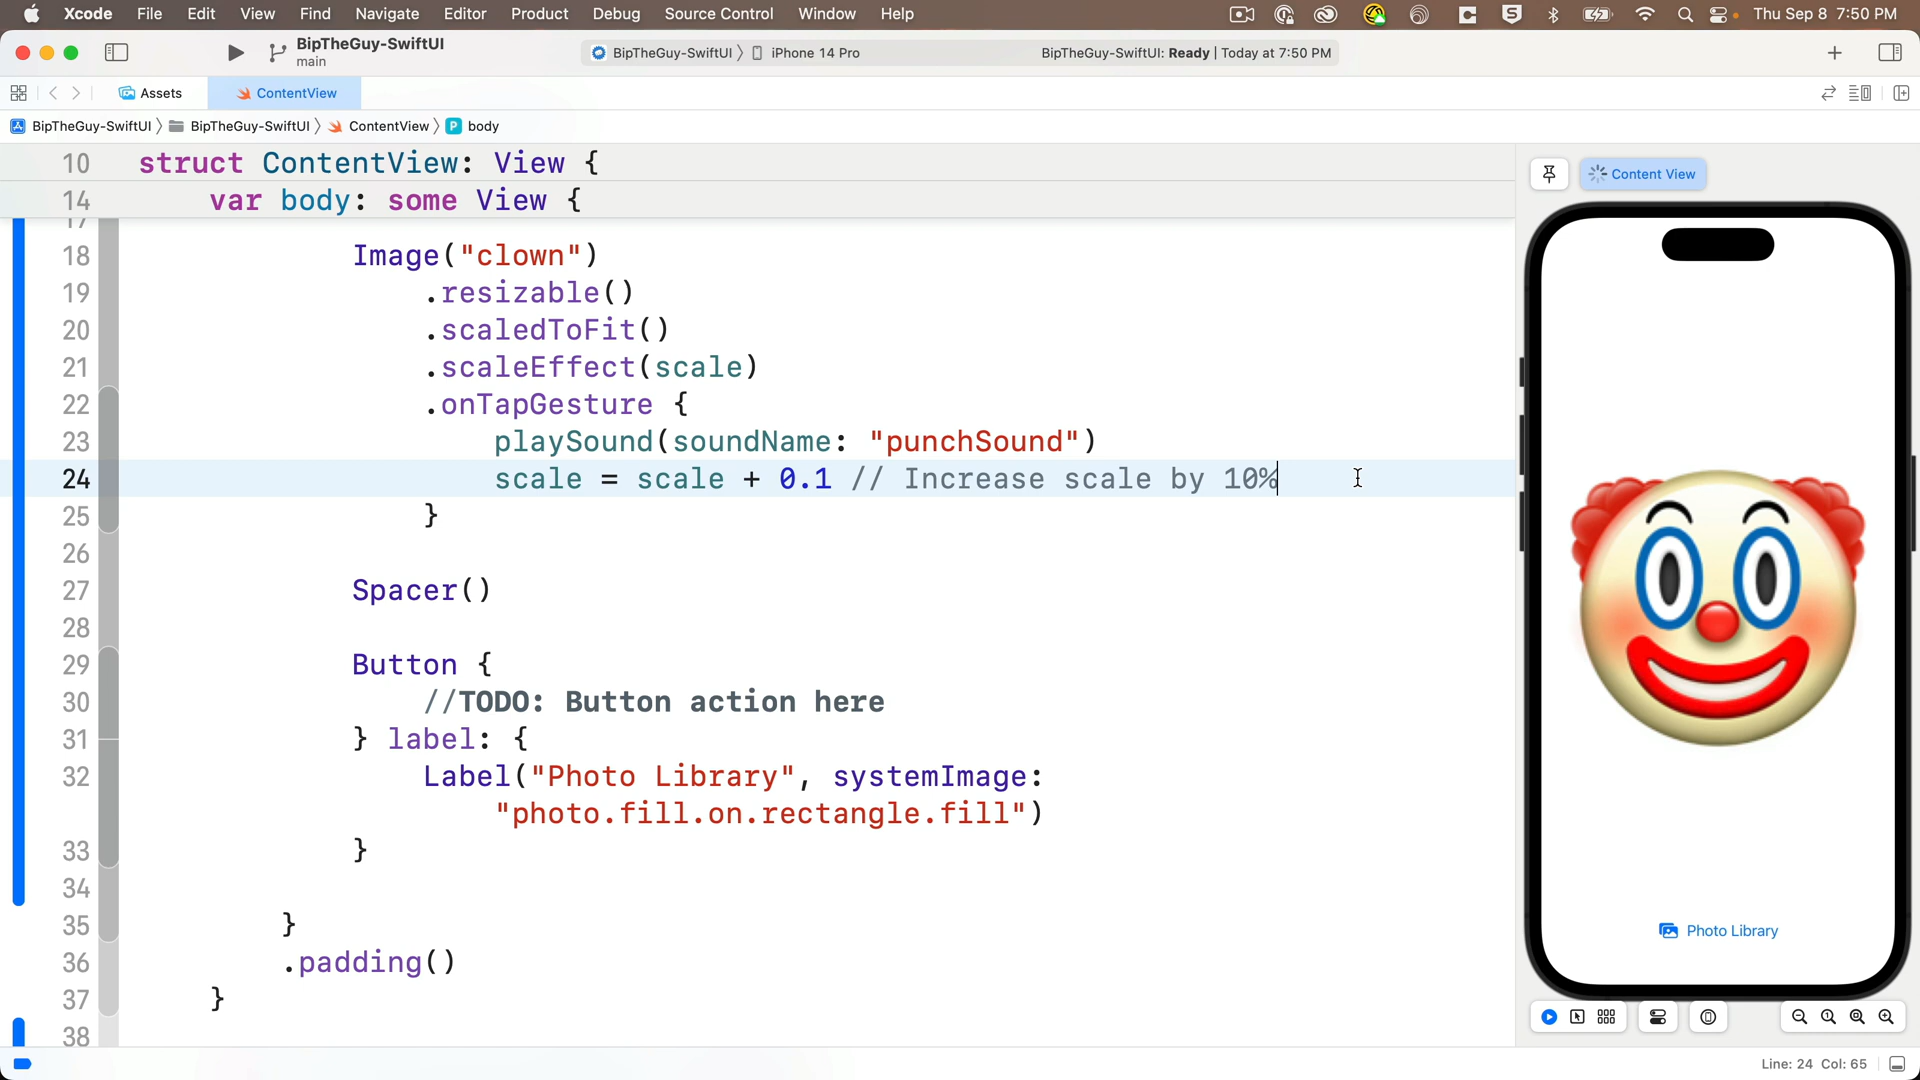 Xcode File Edit View Find Navigate Editor Product Debug Source Control Window Help Thu Sep 8 7:50 PM
BipTheGuy-SwiftUI
main
BipTheGuy-SwiftUI 〉 iPhone 14 Pro BipTheGuy-SwiftUI: Ready | Today at 7:50 PM
Assets ContentView
BipTheGuy-SwiftUI 〉 BipTheGuy-SwiftUI 〉 ContentView 〉 P body
10 struct ContentView: View {
14 var body: some View {
17
18 Image("clown")
19 .resizable()
20 .scaledToFit()
21 .scaleEffect(scale)
22 .onTapGesture {
23 playSound(soundName: "punchSound")
24 scale = scale + 0.1 // Increase scale by 10%
25 }
26
27 Spacer()
28
29 Button {
30 //TODO: Button action here
31 } label: {
32 Label("Photo Library", systemImage:
"photo.fill.on.rectangle.fill")
33 }
34
35 }
36 .padding()
37 }
38
Content View
Photo Library
Line: 24 Col: 65